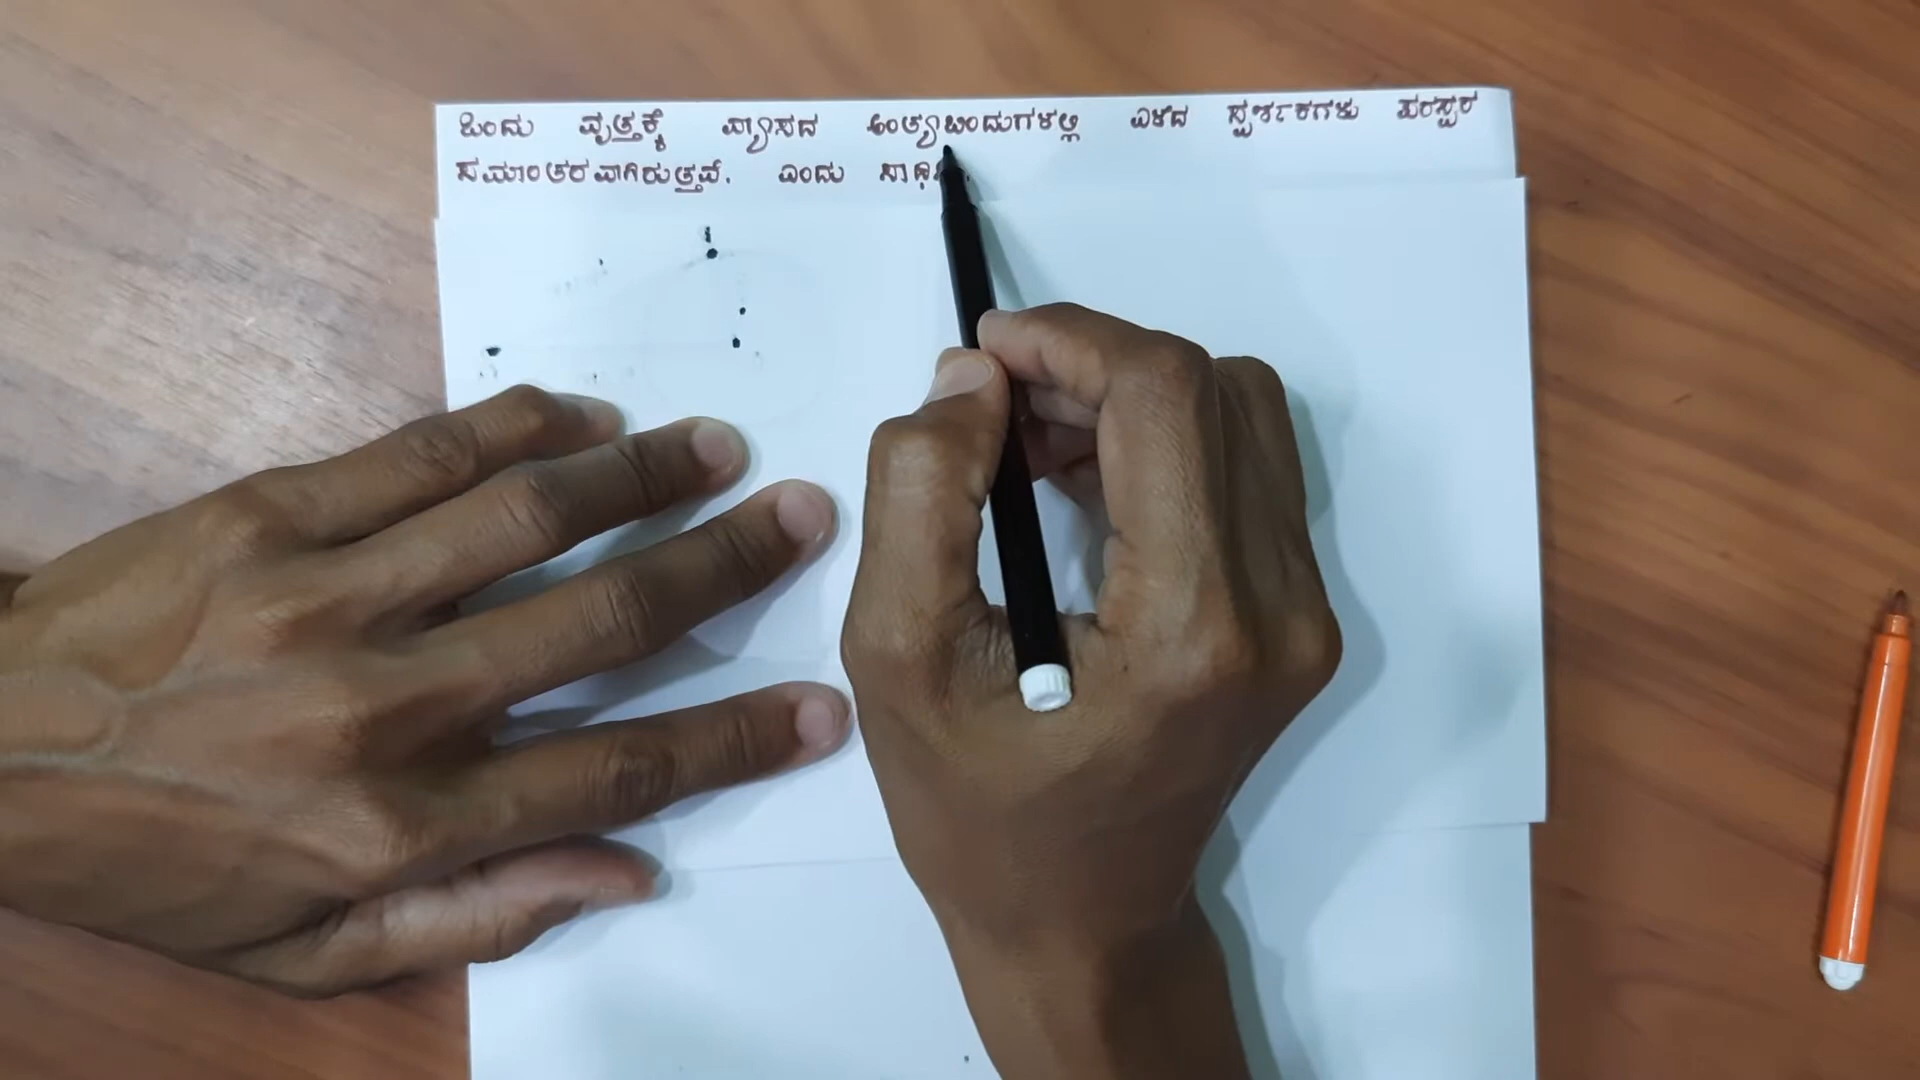 ಒಂದು ವೃತ್ತಕ್ಕೆ ವ್ಯಾಸದ ಅಂತ್ಯಬಿಂದುಗಳಲ್ಲಿ ಎಳೆದ ಸ್ಪರ್ಶಕಗಳು ಪರಸ್ಪರ
ಸಮಾಂತರವಾಗಿರುತ್ತವೆ. ಎಂದು